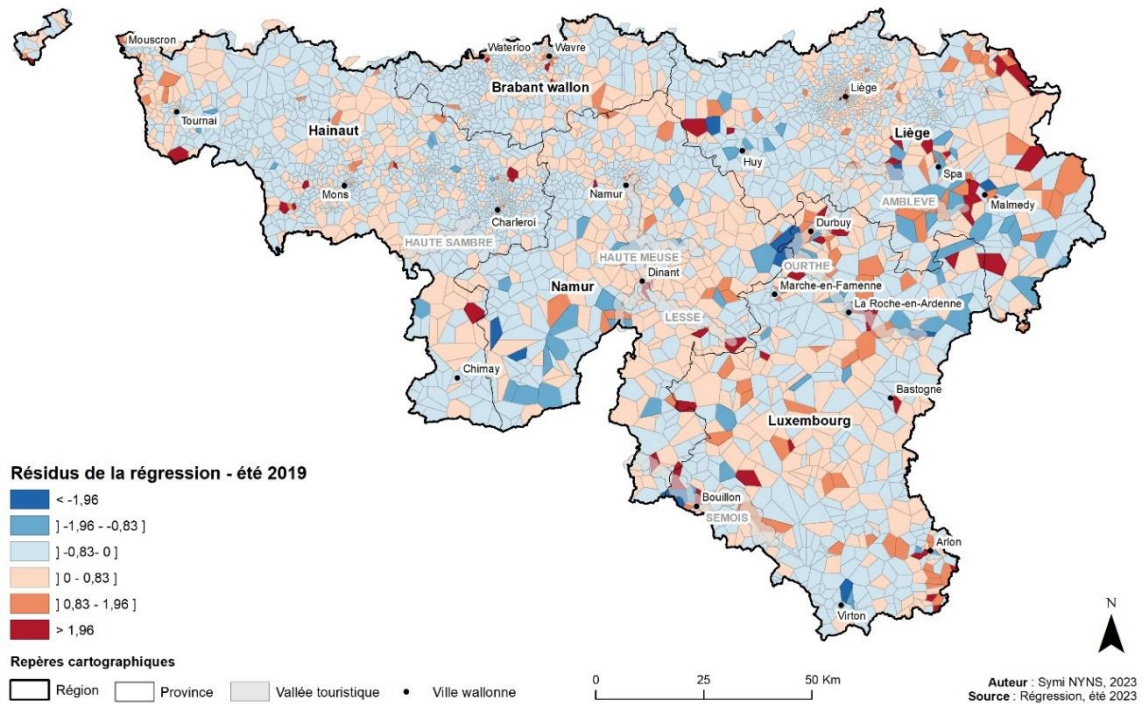 Mouscron
Waterloo
Wavre
Brabant wallon
Liège
Tournai
Hainaut
Liège
Huy
Spa
Mons
Namur
AMBLEVE
Malmedy
Charleroi
Durbuy
HAUTE SAMBRE
HAUTE MEUSE
OURTHE
Dinant
Namur
Marche-en-Famenne
La Roche-en-Ardenne
LESSE
Chimay
Bastogne
Luxembourg
Bouillon
SEMOIS
Arlon
Virton
Résidus de la régression - été 2019
< -1,96
] -1,96 - -0,83 ]
] -0,83- 0 ]
] 0 - 0,83 ]
] 0,83 - 1,96 ]
> 1,96
Repères cartographiques
Région Province Vallée touristique Ville wallonne
0 25 50 Km
N
Auteur : Symi NYNS, 2023
Source : Régression, été 2023